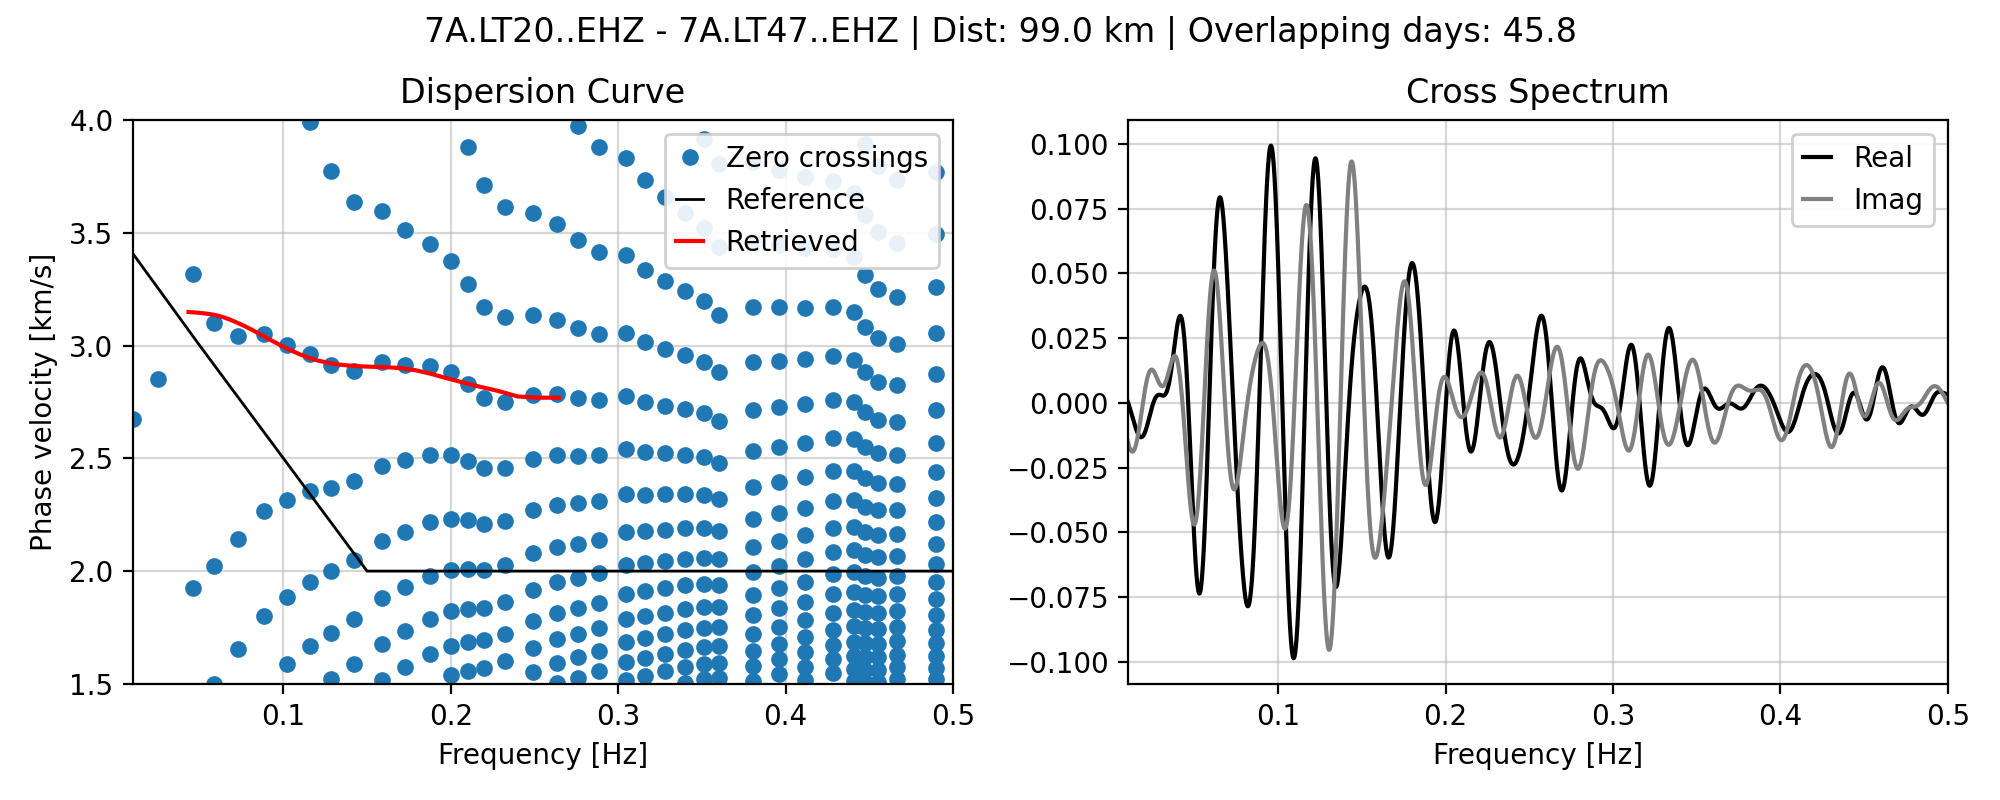 7A.LT20..EHZ - 7A.LT47..EHZ | Dist: 99.0 km | Overlapping days: 45.8
Dispersion Curve
4.0
3.5
3.0
2.5
2.0
1.5
Phase velocity [km/s]
Zero crossings
Reference
Retrieved
0.1
0.2
0.3
0.4
0.5
Frequency [Hz]
Cross Spectrum
0.100
0.075
0.050
0.025
0.000
−0.025
−0.050
−0.075
−0.100
Real
Imag
0.1
0.2
0.3
0.4
0.5
Frequency [Hz]